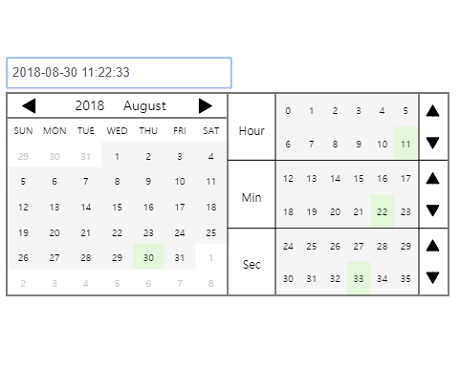 2018-08-30 11:22:33
2018 August
SUN MON TUE WED THU FRI SAT
29 30 31 1 2 3 4
5 6 7 8 9 10 11
12 13 14 15 16 17 18
19 20 21 22 23 24 25
26 27 28 29 30 31 1
2 3 4 5 6 7 8
Hour
0 1 2 3 4 5
6 7 8 9 10 11
Min
12 13 14 15 16 17
18 19 20 21 22 23
Sec
24 25 26 27 28 29
30 31 32 33 34 35